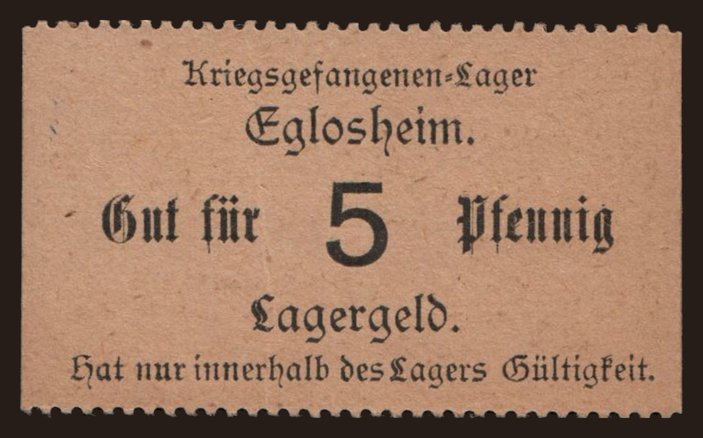 Kriegsgefangenen-Lager
Eglosheim.
Gut für 5 Pfennig
Lagergeld.
Hat nur innerhalb des Lagers Gültigkeit.